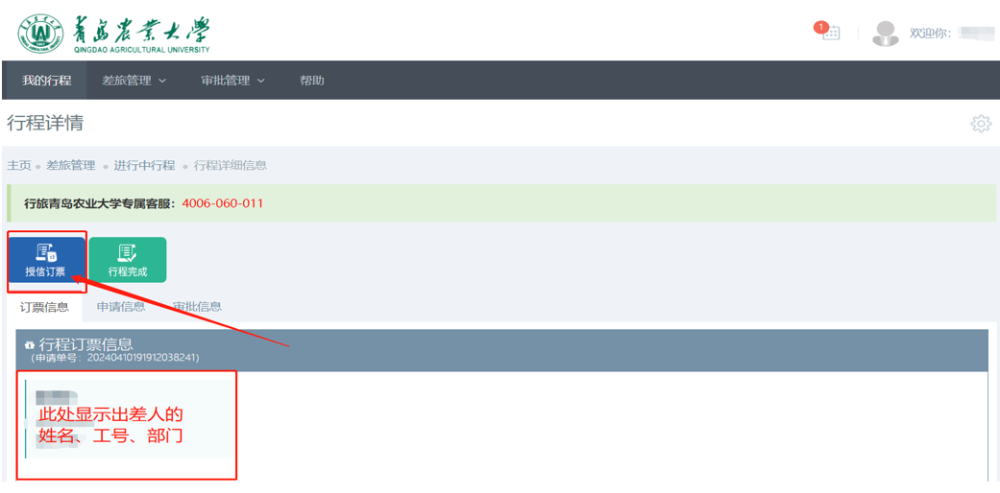 青岛农业大学
QINGDAO AGRICULTURAL UNIVERSITY
1
欢迎你：
我的行程 差旅管理 审批管理 帮助
行程详情
主页 差旅管理 进行中行程 行程详细信息
行旅青岛农业大学专属客服：4006-060-011
授信订票 行程完成
订票信息 申请信息 审批信息
行程订票信息
(申请单号：20240410191912038241)
此处显示出差人的
姓名、工号、部门